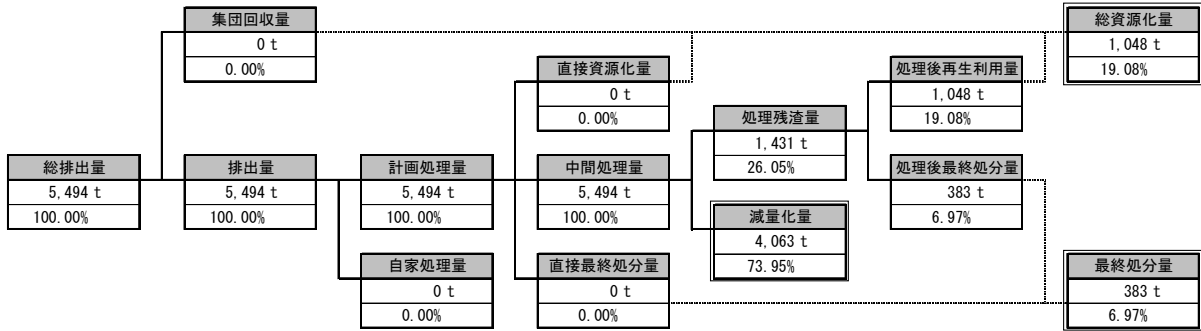 集団回収量
0 t
0.00%
総資源化量
1,048 t
19.08%
直接資源化量
0 t
0.00%
処理後再生利用量
1,048 t
19.08%
処理残渣量
1,431 t
26.05%
総排出量
5,494 t
100.00%
排出量
5,494 t
100.00%
計画処理量
5,494 t
100.00%
中間処理量
5,494 t
100.00%
処理後最終処分量
383 t
6.97%
減量化量
4,063 t
73.95%
自家処理量
0 t
0.00%
直接最終処分量
0 t
0.00%
最終処分量
383 t
6.97%